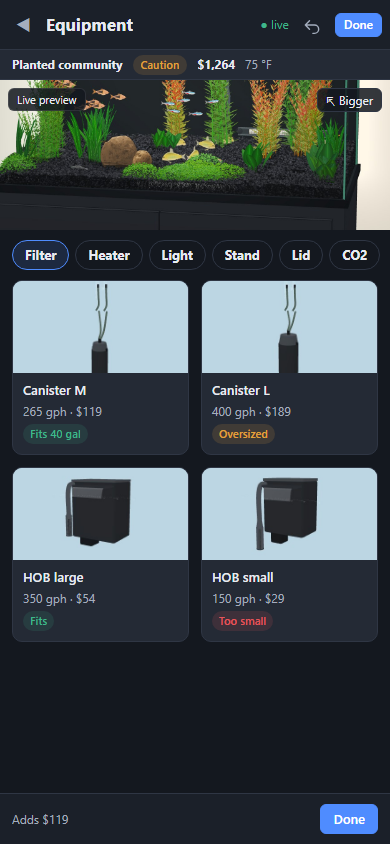 Equipment
live
Done
Planted community
Caution
$1,264
75 °F
Live preview
Bigger
Filter
Heater
Light
Stand
Lid
CO2
Canister M
265 gph · $119
Fits 40 gal
Canister L
400 gph · $189
Oversized
HOB large
350 gph · $54
Fits
HOB small
150 gph · $29
Too small
Adds $119
Done